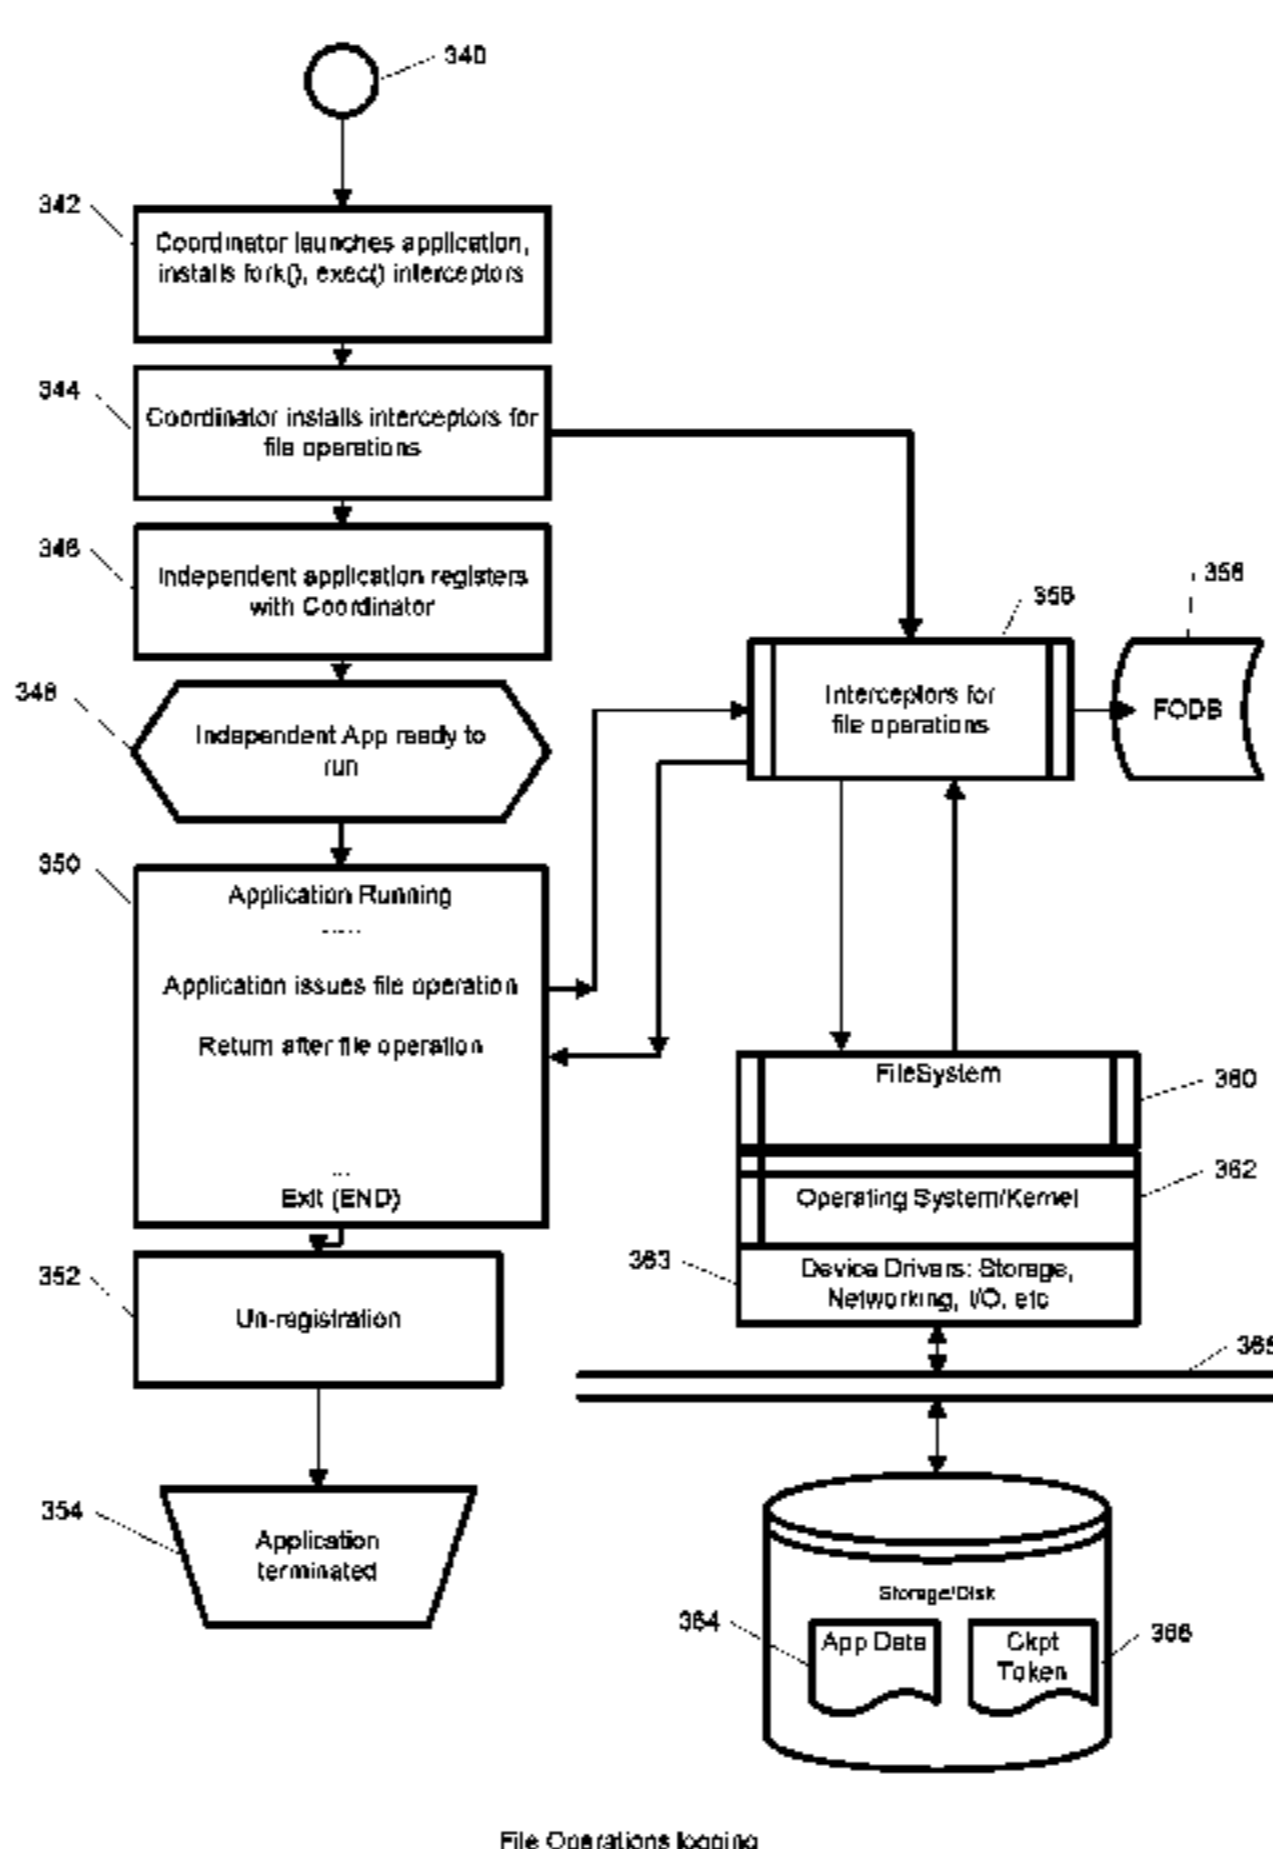 340
342
Coordinator launches application,
installs fork(), exec() interceptors
344
Coordinator installs interceptors for
file operations
346
Independent application registers
with Coordinator
348
Independent App ready to
run
356
Interceptors for
file operations
358
FODB
350
Application Running
.....
Application issues file operation
Return after file operation
...
Exit (END)
FileSystem
360
Operating System/Kernel
362
363
Device Drivers: Storage,
Networking, I/O, etc
352
Un-registration
365
354
Application
terminated
Storage/Disk
364
App Data
Ckpt
Token
366
File Operations logging